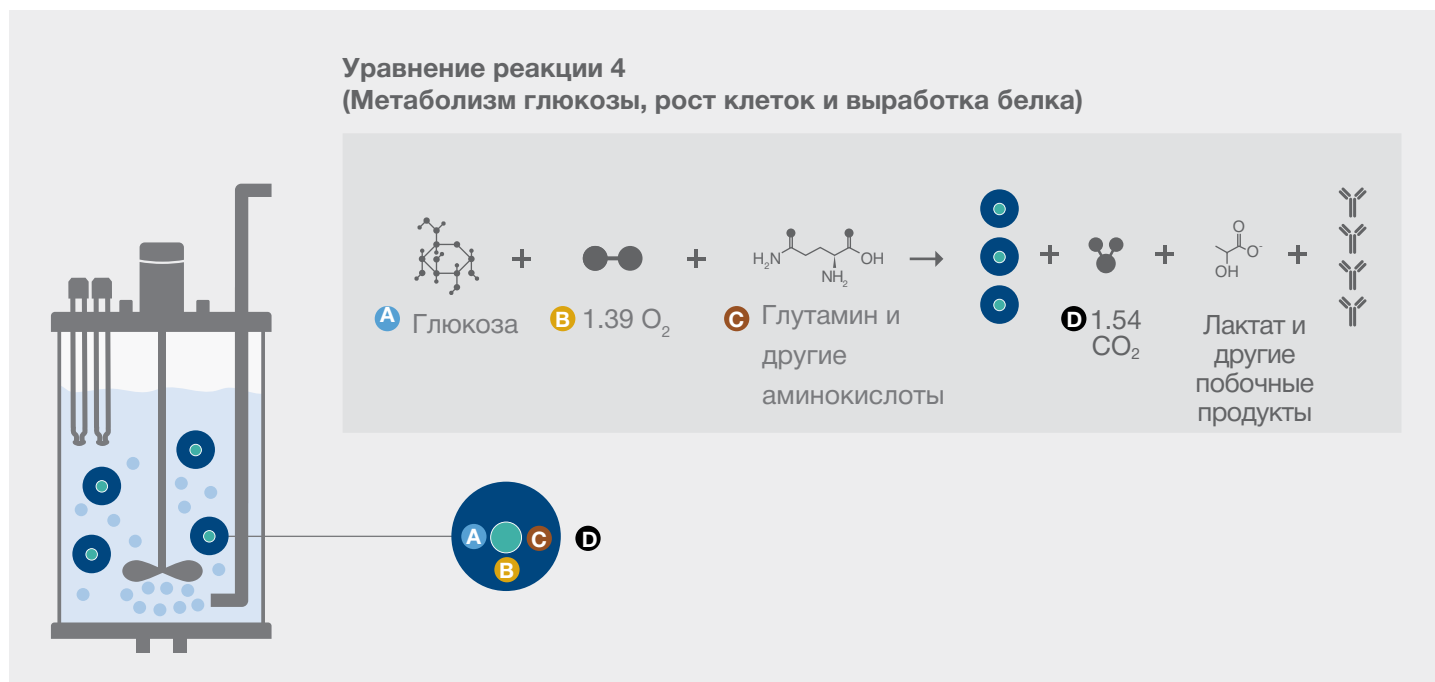 Уравнение реакции 4
(Метаболизм глюкозы, рост клеток и выработка белка)
H₂N
OH
NH₂
O
O⁻
OH
A Глюкоза
B 1.39 O₂
C Глутамин и
другие
аминокислоты
D 1.54
CO₂
Лактат и
другие
побочные
продукты
A
C
B
D